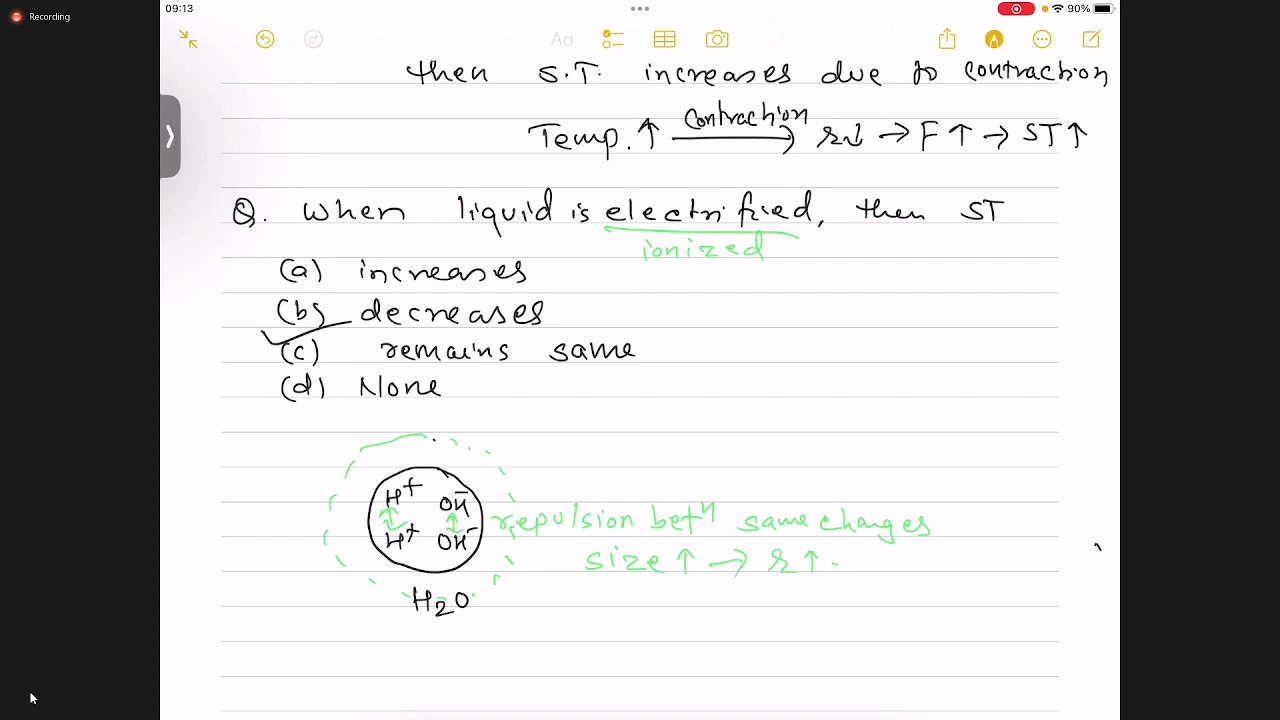 Recording
09:13
90%
Aa
then S.T. increases due to contraction
Temp. ↑ contraction → r↓ → F ↑ → ST ↑
Q. When liquid is electrified, then ST
ionized
(a) increases
(b) decreases
(c) remains same
(d) None
H⁺ OH⁻
H⁺ OH⁻
repulsion betⁿ same charges
size ↑ → r ↑.
H₂O